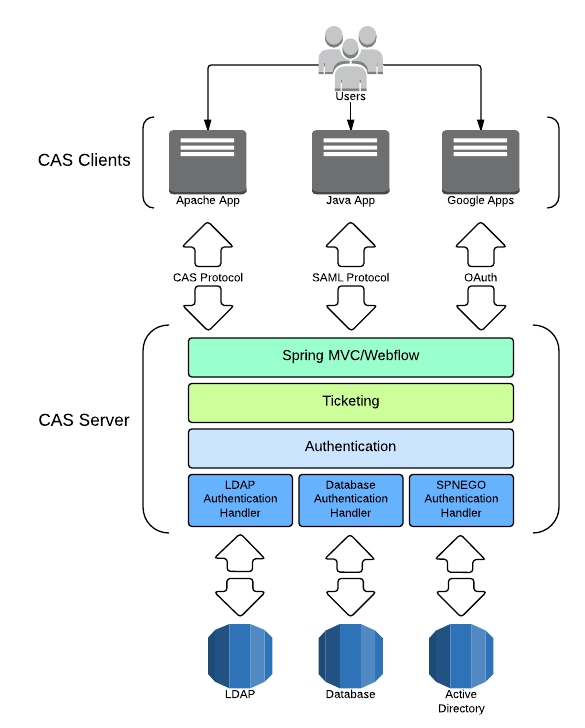 Users
CAS Clients
Apache App
Java App
Google Apps
CAS Protocol
SAML Protocol
OAuth
CAS Server
Spring MVC/Webflow
Ticketing
Authentication
LDAP
Authentication
Handler
Database
Authentication
Handler
SPNEGO
Authentication
Handler
LDAP
Database
Active
Directory